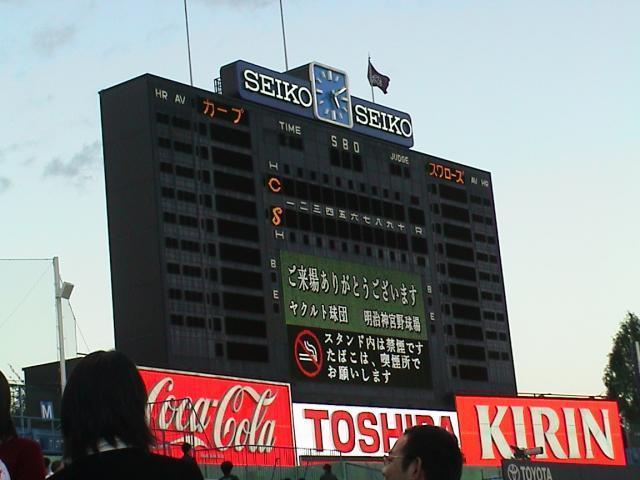 SEIKO SEIKO
HR AV カープ
TIME
SBO
JUDGE
スワローズ AV HR
H
C 一二三四五六七八九十R
S
H
B
E
B
E
ご来場ありがとうございます
ヤクルト球団 明治神宮野球場
スタンド内は禁煙です
たばこは、喫煙所で
お願いします
M
Coca-Cola
TOSHIBA
KIRIN
TOYOTA